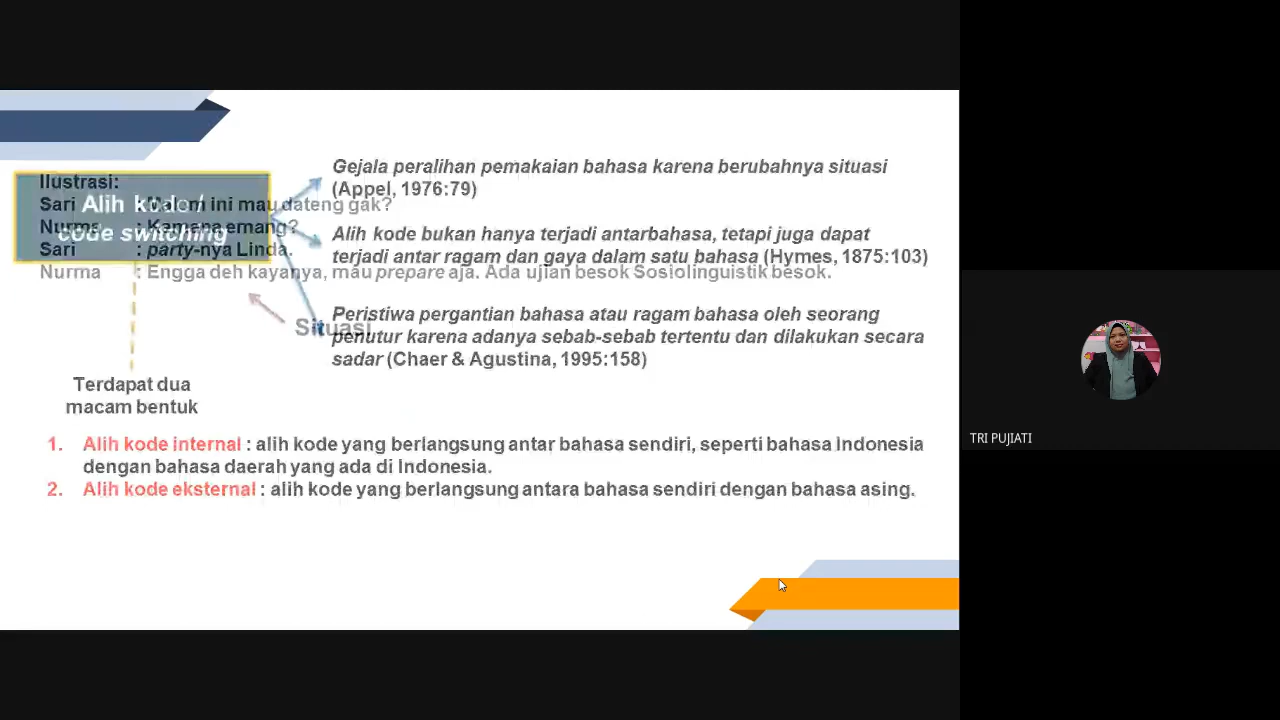 Gejala peralihan pemakaian bahasa karena berubahnya situasi
(Appel, 1976:79)
Alih kode /
code switching
Alih kode bukan hanya terjadi antarbahasa, tetapi juga dapat
terjadi antar ragam dan gaya dalam satu bahasa (Hymes, 1875:103)
Peristiwa pergantian bahasa atau ragam bahasa oleh seorang
penutur karena adanya sebab-sebab tertentu dan dilakukan secara
sadar (Chaer & Agustina, 1995:158)
Ilustrasi:
Sari : ini mau dateng gak?
Nurma : Kemana emang?
Sari : party-nya Linda.
Nurma : Engga deh kayanya, mau prepare aja. Ada ujian besok Sosiolinguistik besok.
Situasi
Terdapat dua
macam bentuk
1. Alih kode internal : alih kode yang berlangsung antar bahasa sendiri, seperti bahasa Indonesia
dengan bahasa daerah yang ada di Indonesia.
2. Alih kode eksternal : alih kode yang berlangsung antara bahasa sendiri dengan bahasa asing.
TRI PUJIATI